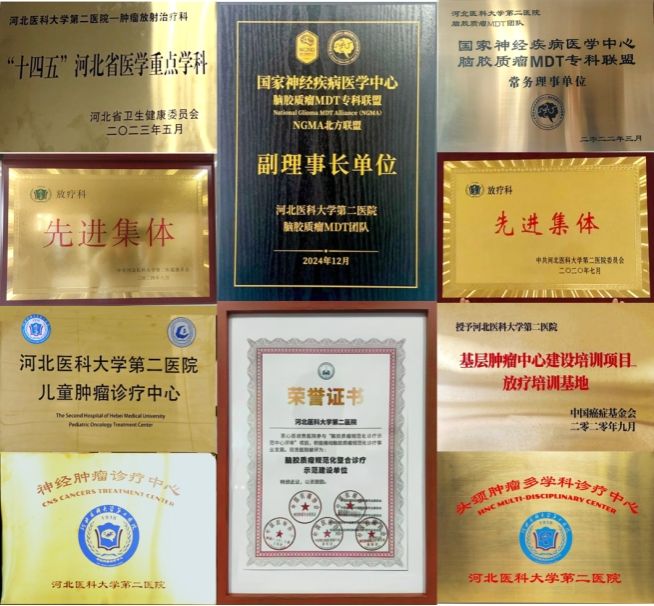 河北医科大学第二医院—肿瘤放射治疗科
“十四五”河北省医学重点学科
河北省卫生健康委员会
二〇二三年五月
国家神经疾病医学中心
脑胶质瘤MDT专科联盟
National Glioma MDT Alliance (NGMA)
NGMA北方联盟
副理事长单位
河北医科大学第二医院
脑胶质瘤MDT团队
2024年12月
河北医科大学第二医院
脑胶质瘤MDT团队
国家神经疾病医学中心
脑胶质瘤MDT专科联盟
常务理事单位
二〇二二年三月
放疗科
先进集体
放疗科
先进集体
中共河北医科大学第二医院委员会
二〇二〇年七月
河北医科大学第二医院
儿童肿瘤诊疗中心
The Second Hospital of Hebei Medical University
Pediatric Oncology Treatment Center
荣誉证书
河北医科大学第二医院
脑胶质瘤规范化整合诊疗
示范建设单位
特颁此证，以资鼓励。
授予河北医科大学第二医院
基层肿瘤中心建设培训项目
放疗培训基地
中国癌症基金会
二〇二〇年九月
神经肿瘤诊疗中心
CNS CANCERS TREATMENT CENTER
河北医科大学第二医院
头颈肿瘤多学科诊疗中心
HNC MULTI-DISCIPLINARY CENTER
河北医科大学第二医院